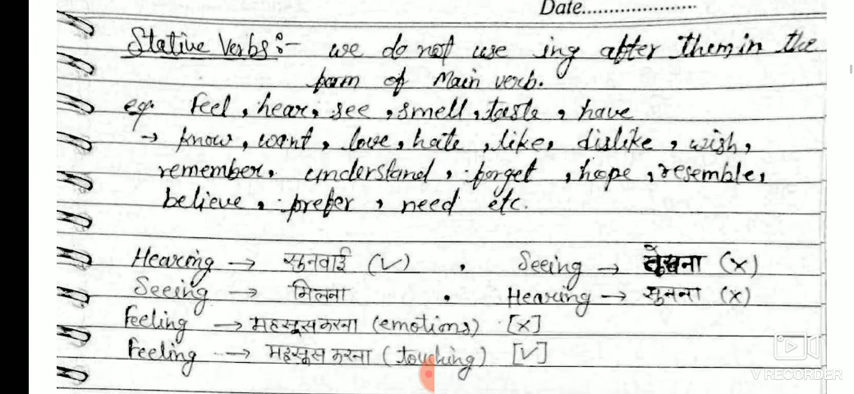 Date.....................
Stative Verbs:- we do not use ing after them in the
form of Main verb.
eg. Feel, hear, see, smell, taste, have
→ know, want, love, hate, like, dislike, wish,
remember, understand, forget, hope, resemble,
believe, prefer, need etc.
Hearing → सुनवाई (✓) . Seeing → देखना (×)
Seeing → मिलना . Hearing → सुनना (×)
Feeling → महसूस करना (emotions) [×]
Feeling → महसूस करना (touching) [✓]
V RECORDER